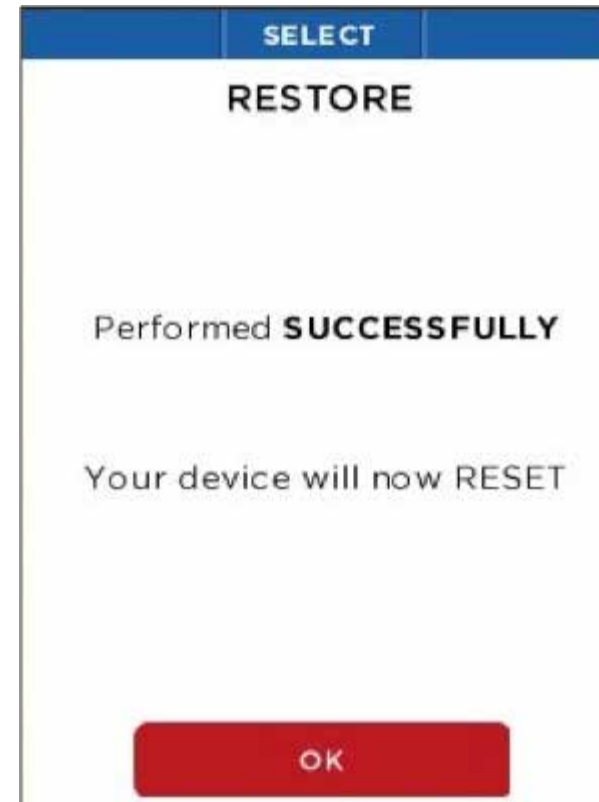 SELECT
RESTORE
Performed SUCCESSFULLY
Your device will now RESET
OK